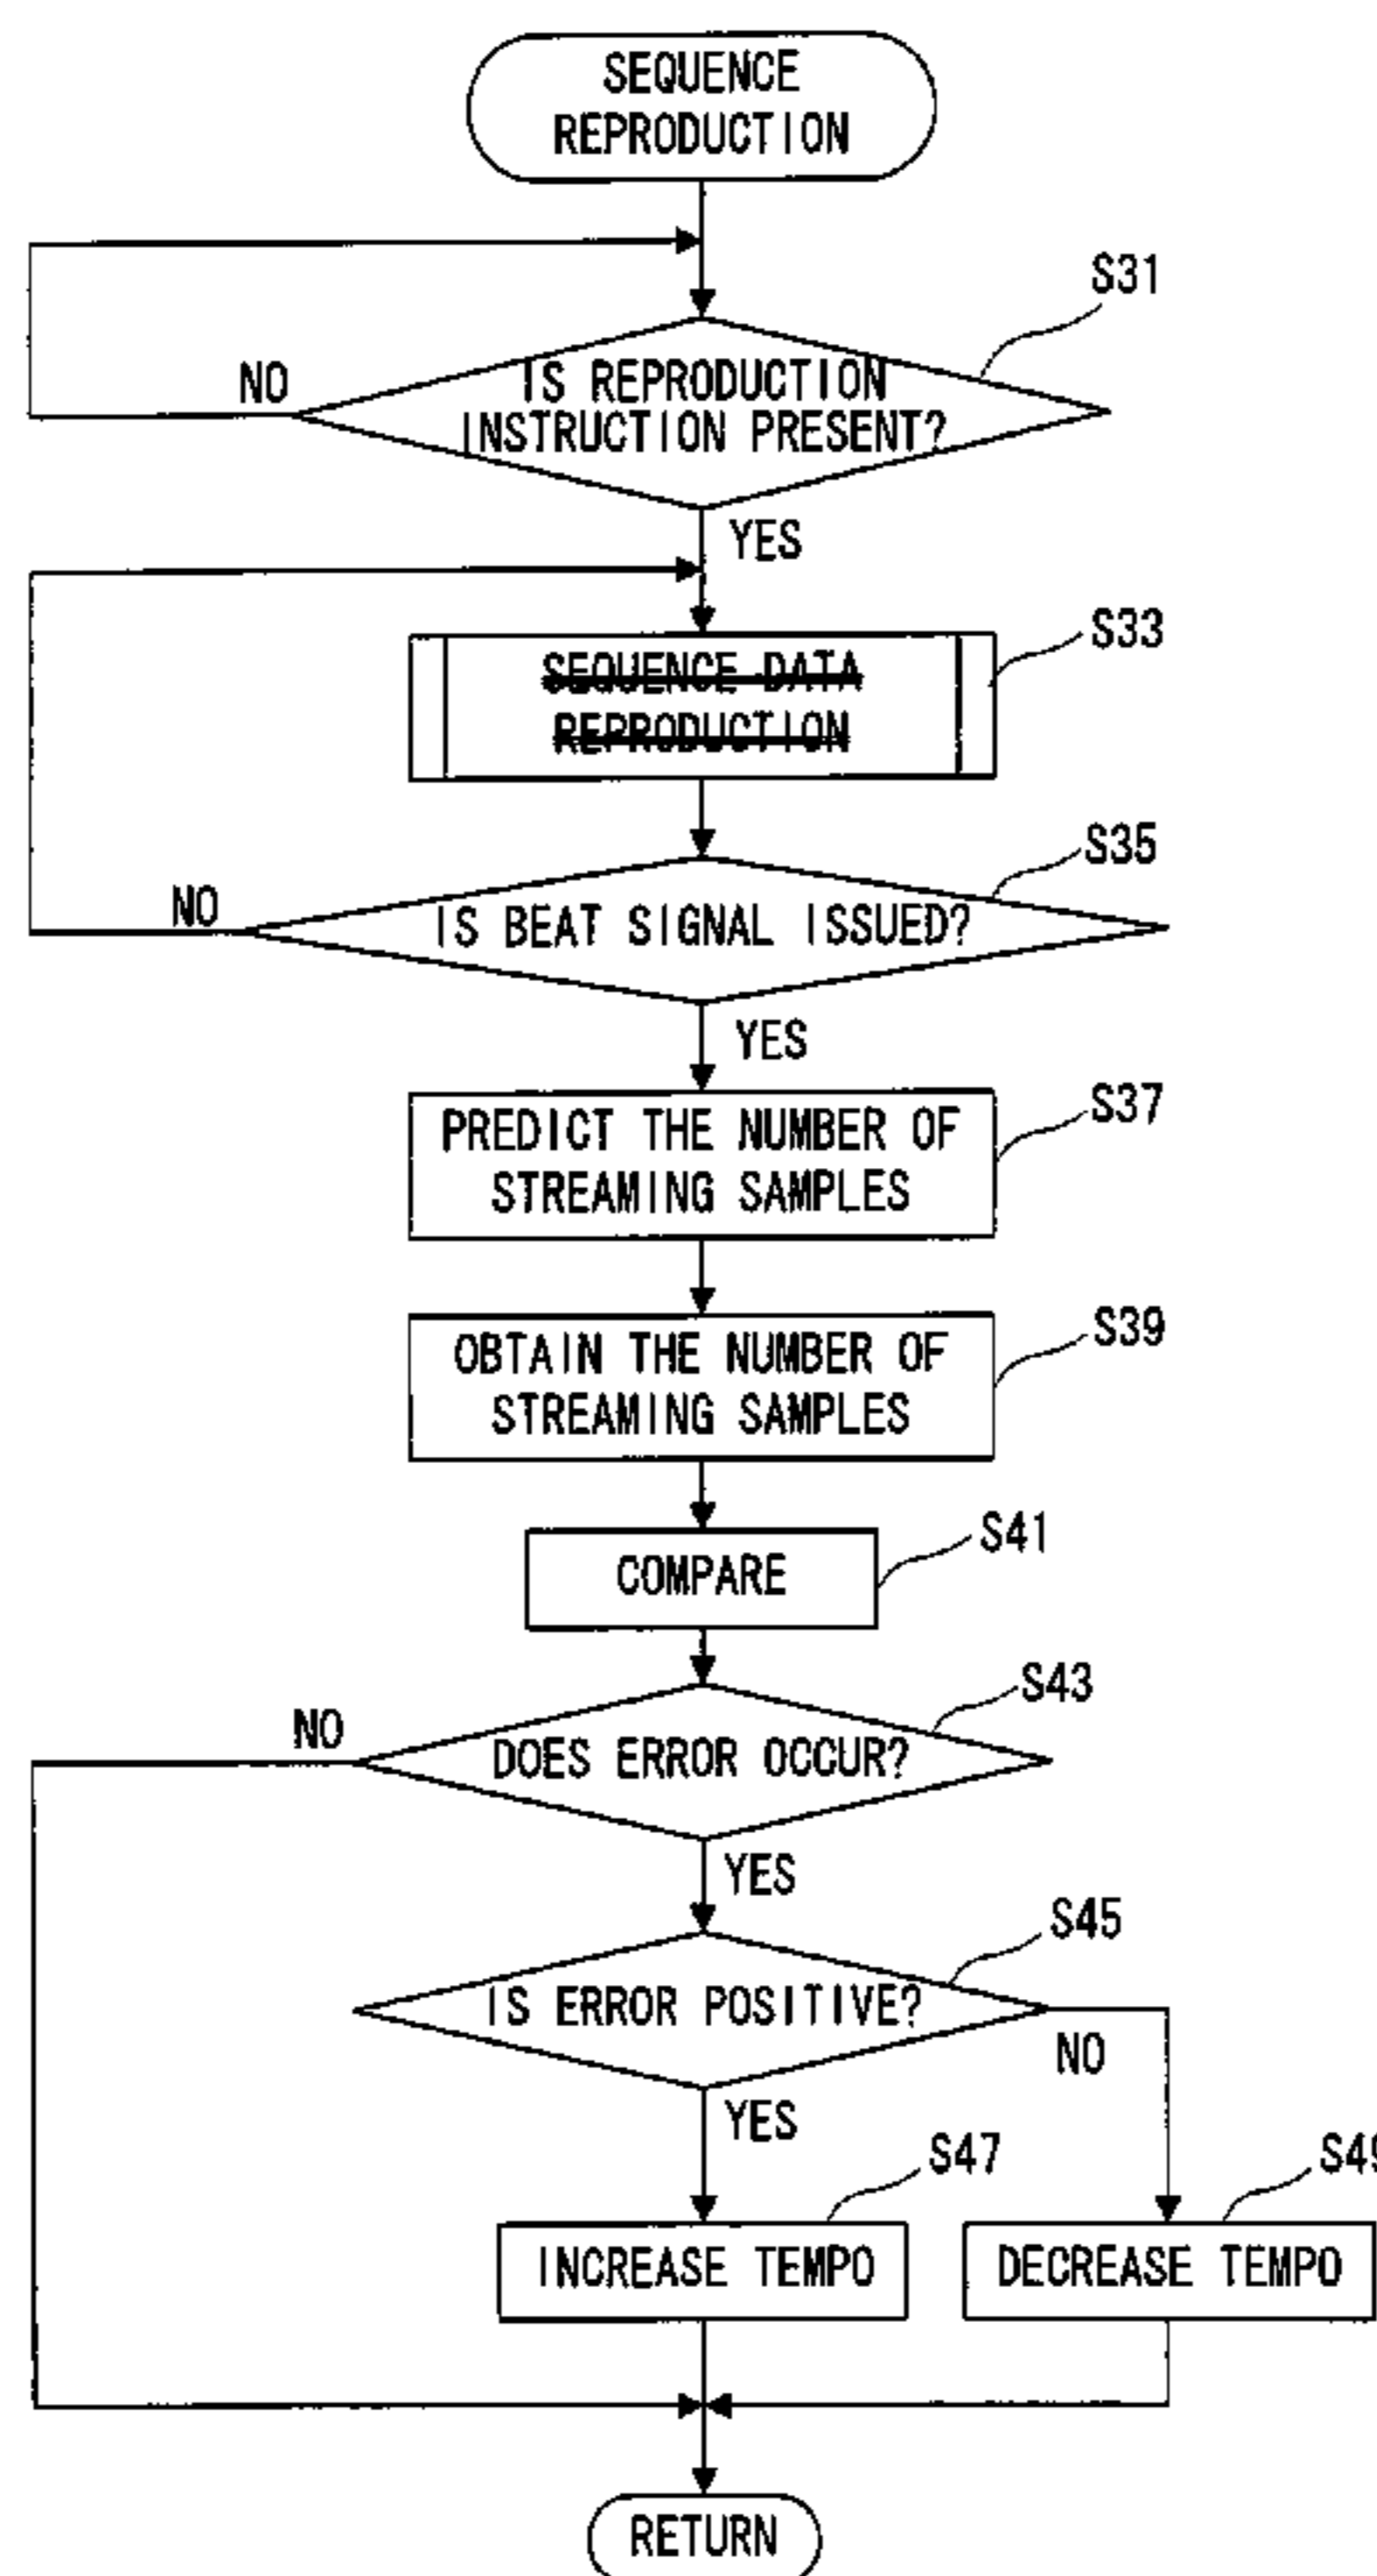 SEQUENCE
REPRODUCTION
S31
NO
IS REPRODUCTION
INSTRUCTION PRESENT?
YES
S33
SEQUENCE DATA
REPRODUCTION
S35
NO
IS BEAT SIGNAL ISSUED?
YES
S37
PREDICT THE NUMBER OF
STREAMING SAMPLES
S39
OBTAIN THE NUMBER OF
STREAMING SAMPLES
S41
COMPARE
S43
NO
DOES ERROR OCCUR?
YES
S45
IS ERROR POSITIVE?
NO
YES
S47
S49
INCREASE TEMPO
DECREASE TEMPO
RETURN